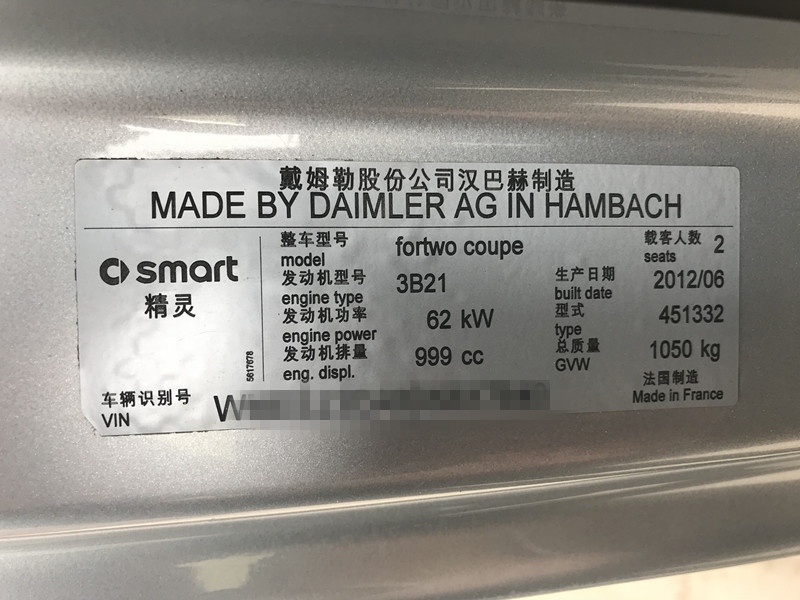 戴姆勒股份公司汉巴赫制造
MADE BY DAIMLER AG IN HAMBACH
smart
精灵
整车型号
model
fortwo coupe
载客人数
seats
2
发动机型号
engine type
3B21
生产日期
built date
2012/06
发动机功率
engine power
62 kW
型式
type
451332
发动机排量
eng. displ.
999 cc
总质量
GVW
1050 kg
5617678
车辆识别号
VIN
W
法国制造
Made in France